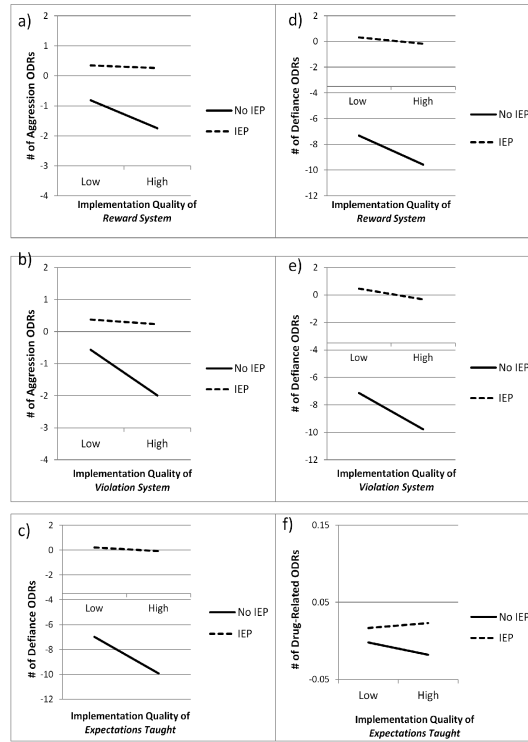 a)
# of Aggression ODRs
2
1
0
-1
-2
-3
-4
Low High
No IEP
IEP
Implementation Quality of
Reward System
d)
# of Defiance ODRs
2
0
-2
-4
-6
-8
-10
-12
Low High
No IEP
IEP
Implementation Quality of
Reward System
b)
# of Aggression ODRs
2
1
0
-1
-2
-3
-4
Low High
No IEP
IEP
Implementation Quality of
Violation System
e)
# of Defiance ODRs
2
0
-2
-4
-6
-8
-10
-12
Low High
No IEP
IEP
Implementation Quality of
Violation System
c)
# of Defiance ODRs
2
0
-2
-4
-6
-8
-10
-12
Low High
No IEP
IEP
Implementation Quality of
Expectations Taught
f)
# of Drug-Related ODRs
0.15
0.05
-0.05
Low High
No IEP
IEP
Implementation Quality of
Expectations Taught